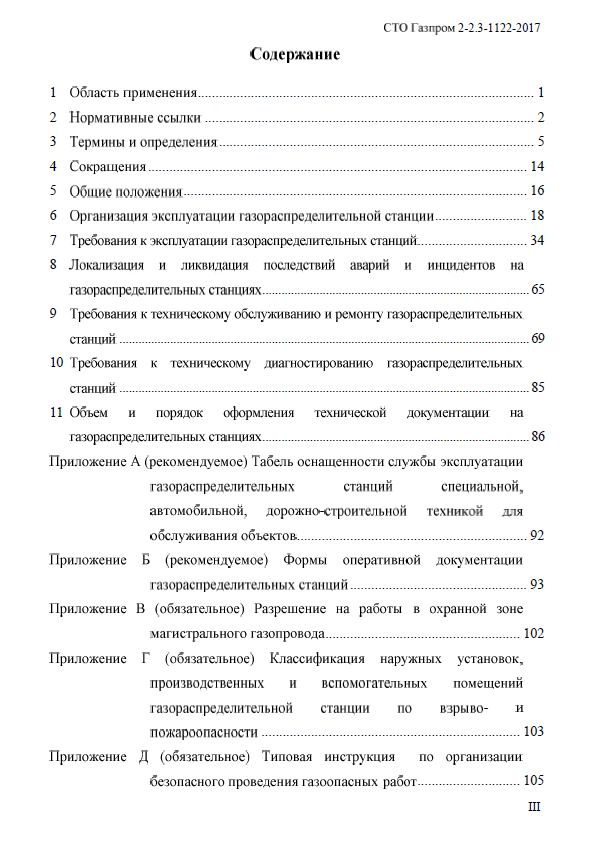 СТО Газпром 2-2.3-1122-2017
Содержание
1 Область применения........................................ 1
2 Нормативные ссылки ........................................ 2
3 Термины и определения........................................ 5
4 Сокращения........................................ 14
5 Общие положения........................................ 16
6 Организация эксплуатации газораспределительной станции........................ 18
7 Требования к эксплуатации газораспределительных станций........................ 34
8 Локализация и ликвидация последствий аварий и инцидентов на
газораспределительных станциях........................................ 65
9 Требования к техническому обслуживанию и ремонту газораспределительных
станций ........................................ 69
10 Требования к техническому диагностированию газораспределительных
станций ........................................ 85
11 Объем и порядок оформления технической документации на
газораспределительных станциях........................................ 86
Приложение А (рекомендуемое) Табель оснащенности службы эксплуатации
газораспределительных станций специальной,
автомобильной, дорожно-строительной техникой для
обслуживания объектов........................................ 92
Приложение Б (рекомендуемое) Формы оперативной документации
газораспределительных станций ........................................ 93
Приложение В (обязательное) Разрешение на работы в охранной зоне
магистрального газопровода........................................ 102
Приложение Г (обязательное) Классификация наружных установок,
производственных и вспомогательных помещений
газораспределительной станции по взрыво- и
пожароопасности ........................................ 103
Приложение Д (обязательное) Типовая инструкция по организации
безопасного проведения газоопасных работ............................ 105
III